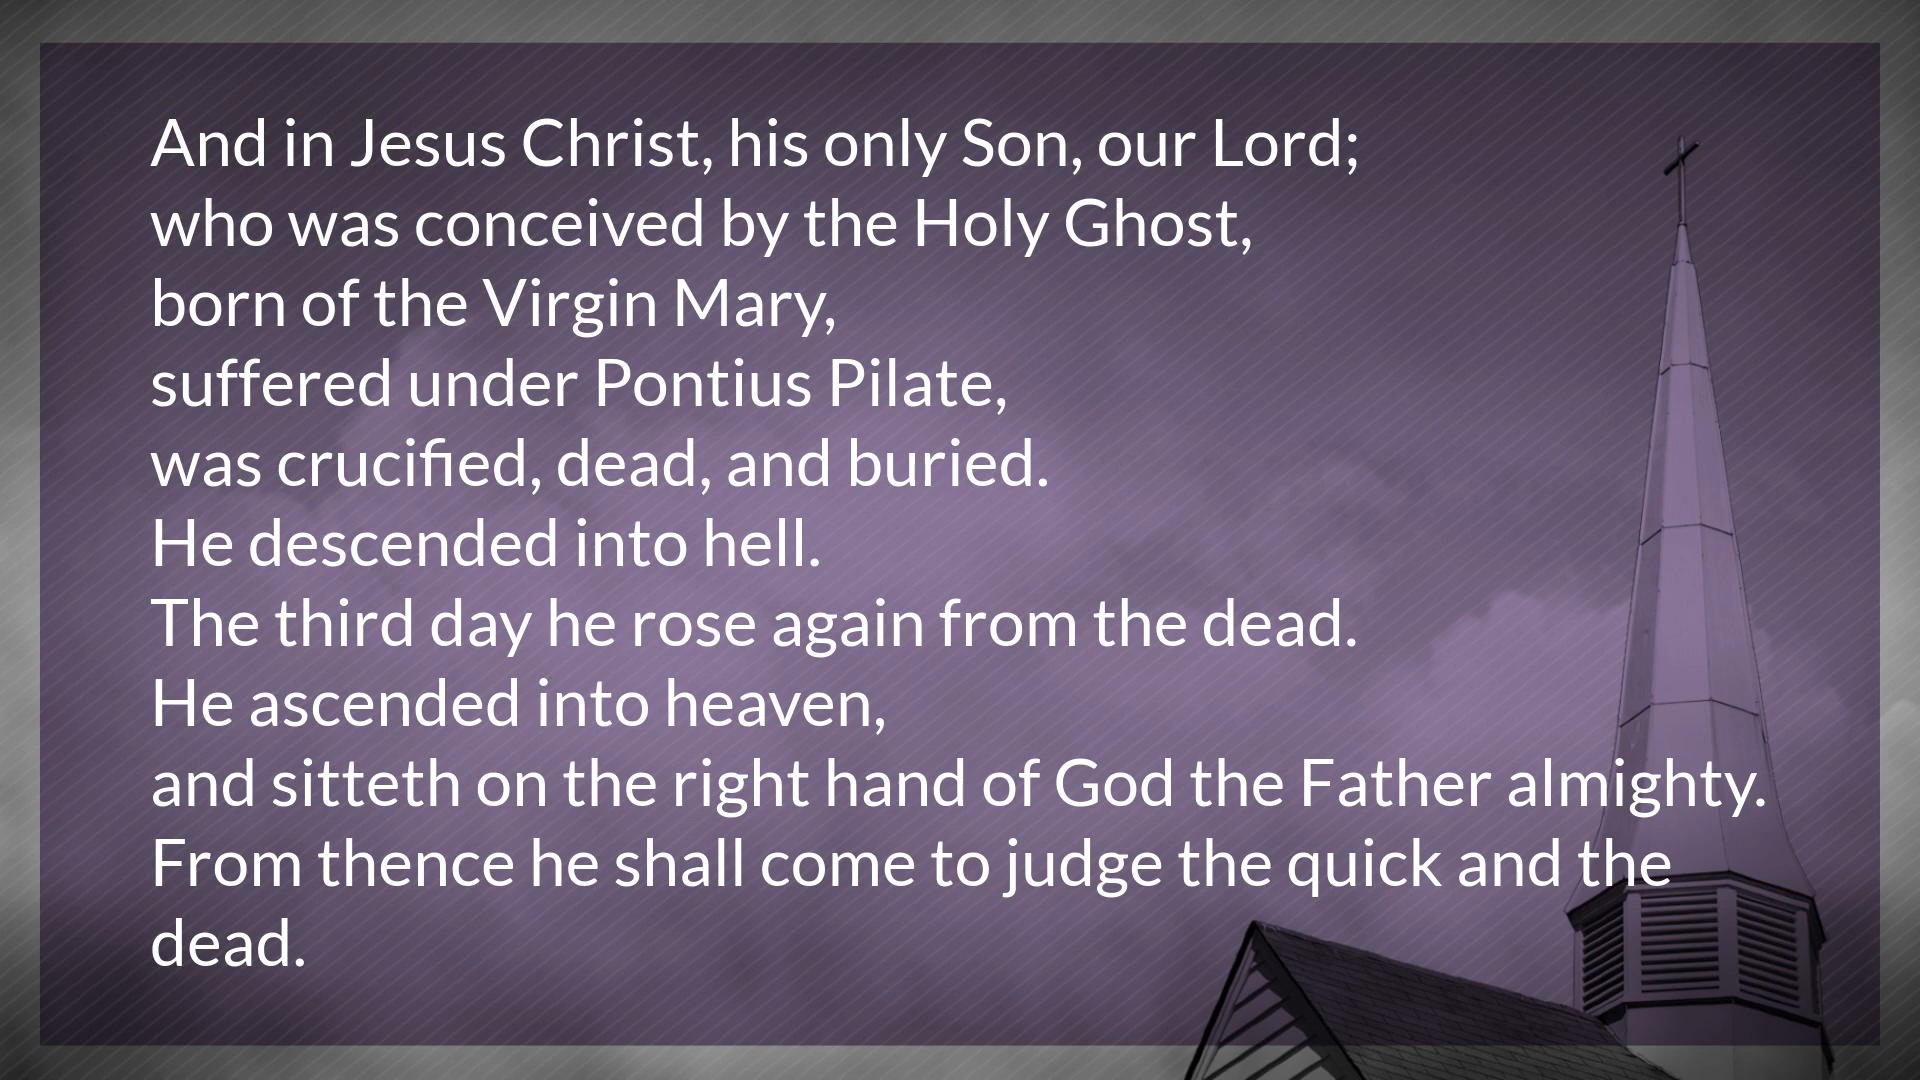 And in Jesus Christ, his only Son, our Lord;
who was conceived by the Holy Ghost,
born of the Virgin Mary,
suffered under Pontius Pilate,
was crucified, dead, and buried.
He descended into hell.
The third day he rose again from the dead.
He ascended into heaven,
and sitteth on the right hand of God the Father almighty.
From thence he shall come to judge the quick and the
dead.